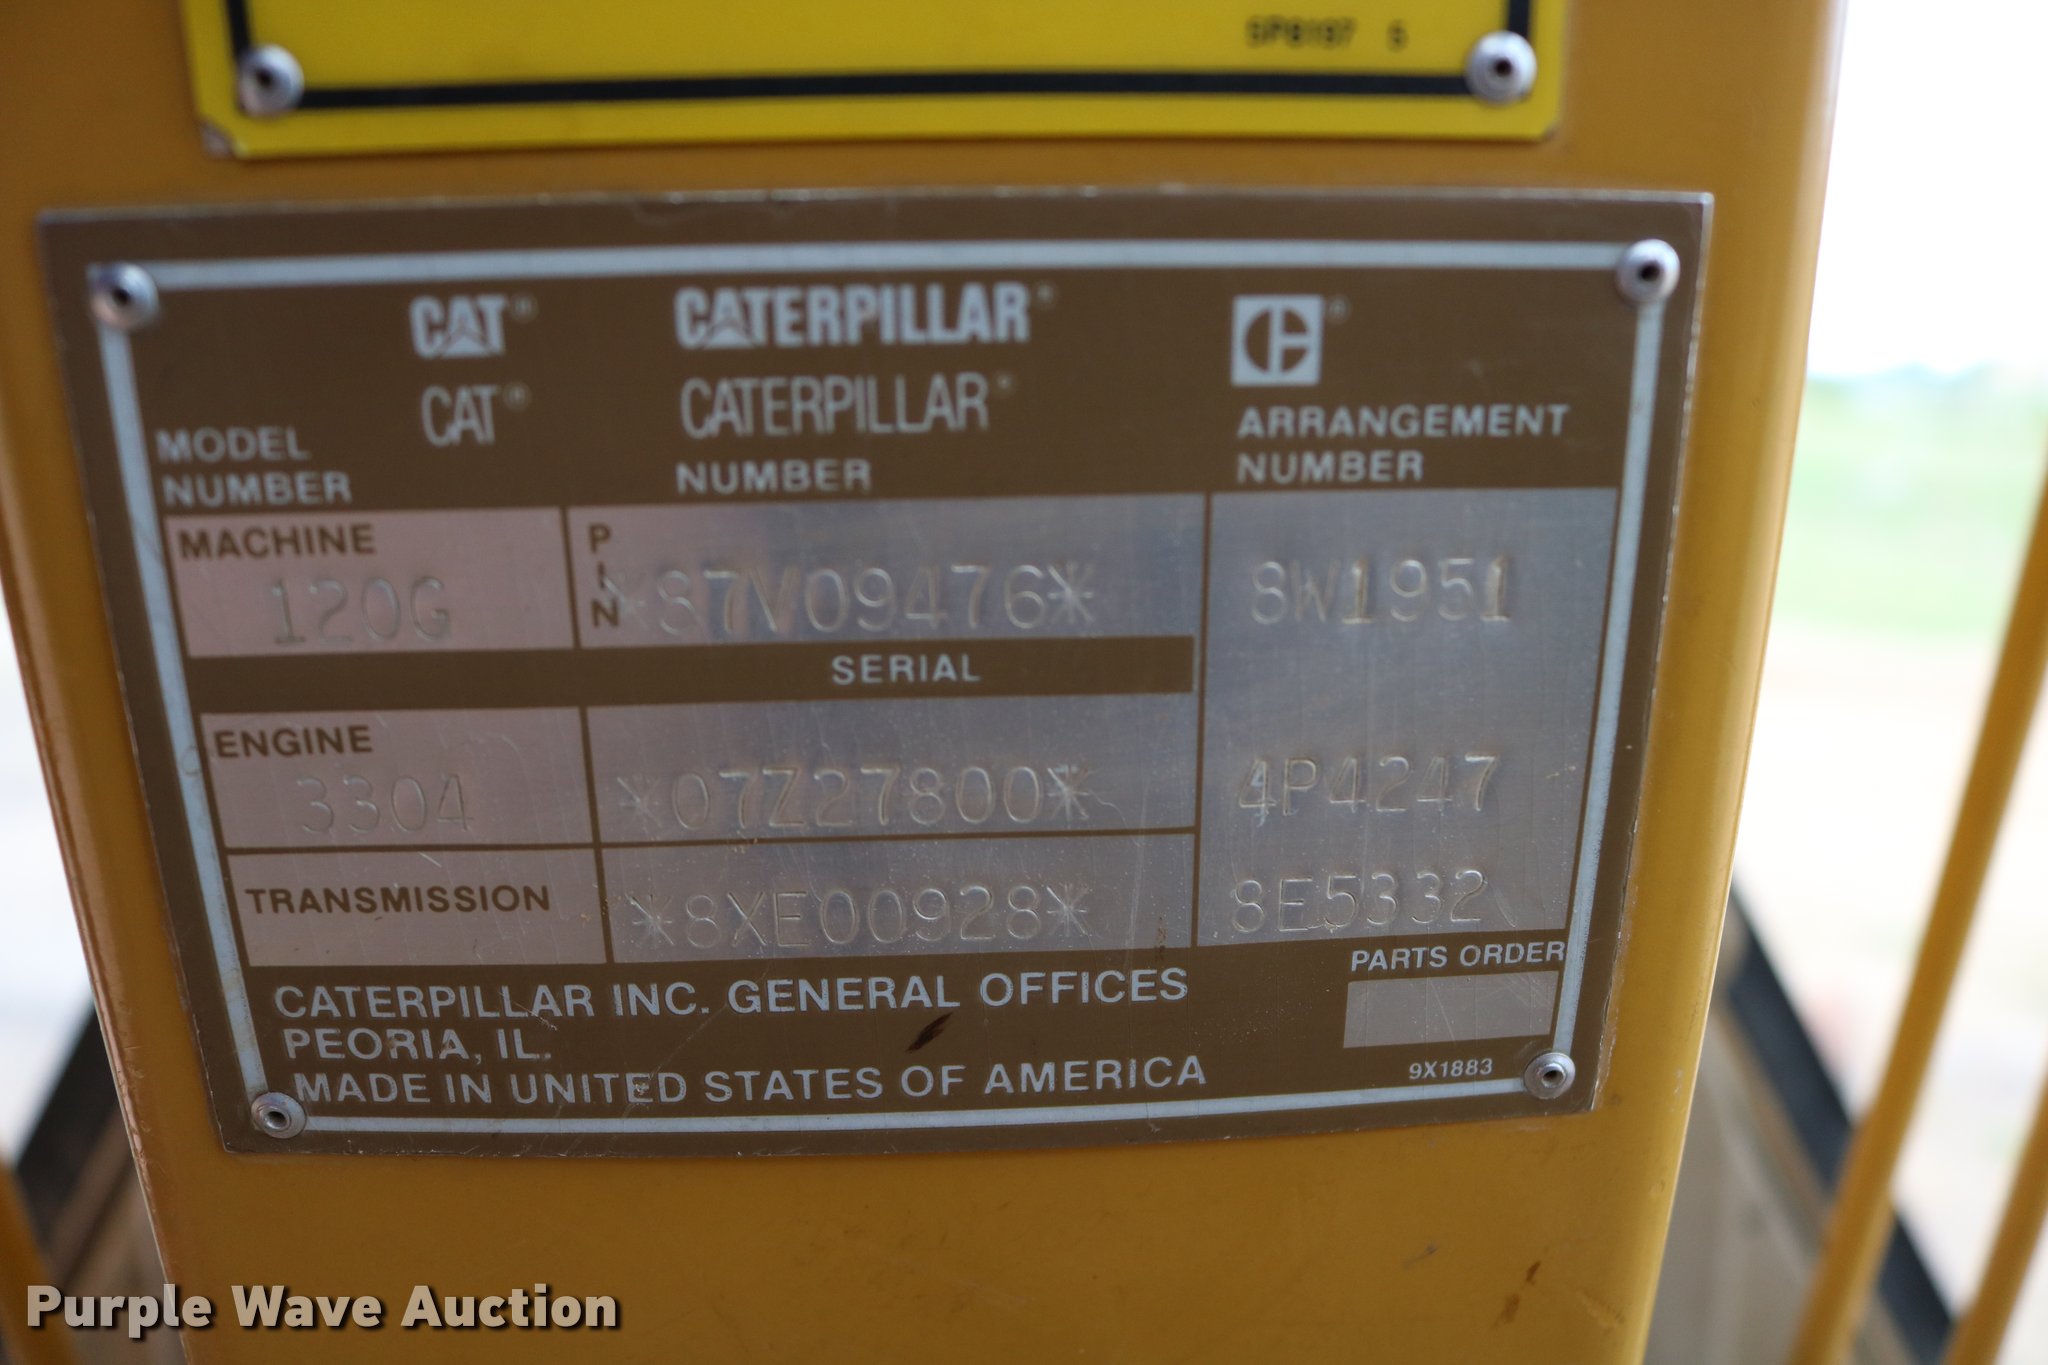 5P8197 5
CAT® CATERPILLAR® ®
CAT® CATERPILLAR®
MODEL NUMBER
NUMBER
ARRANGEMENT NUMBER
MACHINE
120G
PIN
*87V09476*
8W1951
SERIAL
ENGINE
3304
*07Z27800*
4P4247
TRANSMISSION
*8XE00928*
8E5332
CATERPILLAR INC. GENERAL OFFICES
PEORIA, IL.
MADE IN UNITED STATES OF AMERICA
PARTS ORDER
9X1883
Purple Wave Auction